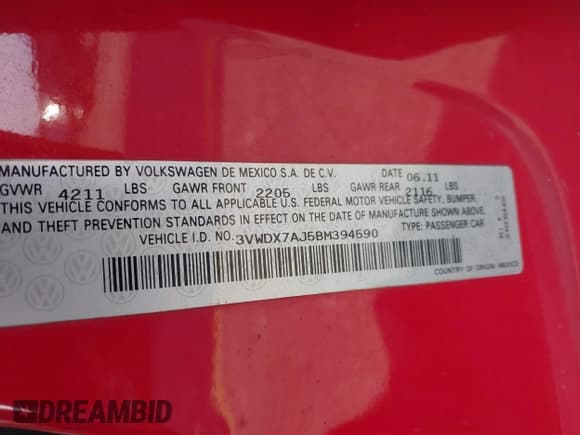 MANUFACTURED BY VOLKSWAGEN DE MEXICO S.A. DE C.V. DATE 06.11
GVWR 4211 LBS GAWR FRONT 2205 LBS GAWR REAR 2116 LBS
THIS VEHICLE CONFORMS TO ALL APPLICABLE FEDERAL MOTOR VEHICLE SAFETY, BUMPER,
AND THEFT PREVENTION STANDARDS IN EFFECT ON THE DATE OF MANUFACTURE SHOWN ABOVE.
VEHICLE I.D. NO. 3VWDX7AJ5BM394590 TYPE: PASSENGER CAR
COUNTRY OF ORIGIN: MEXICO
DREAMBID